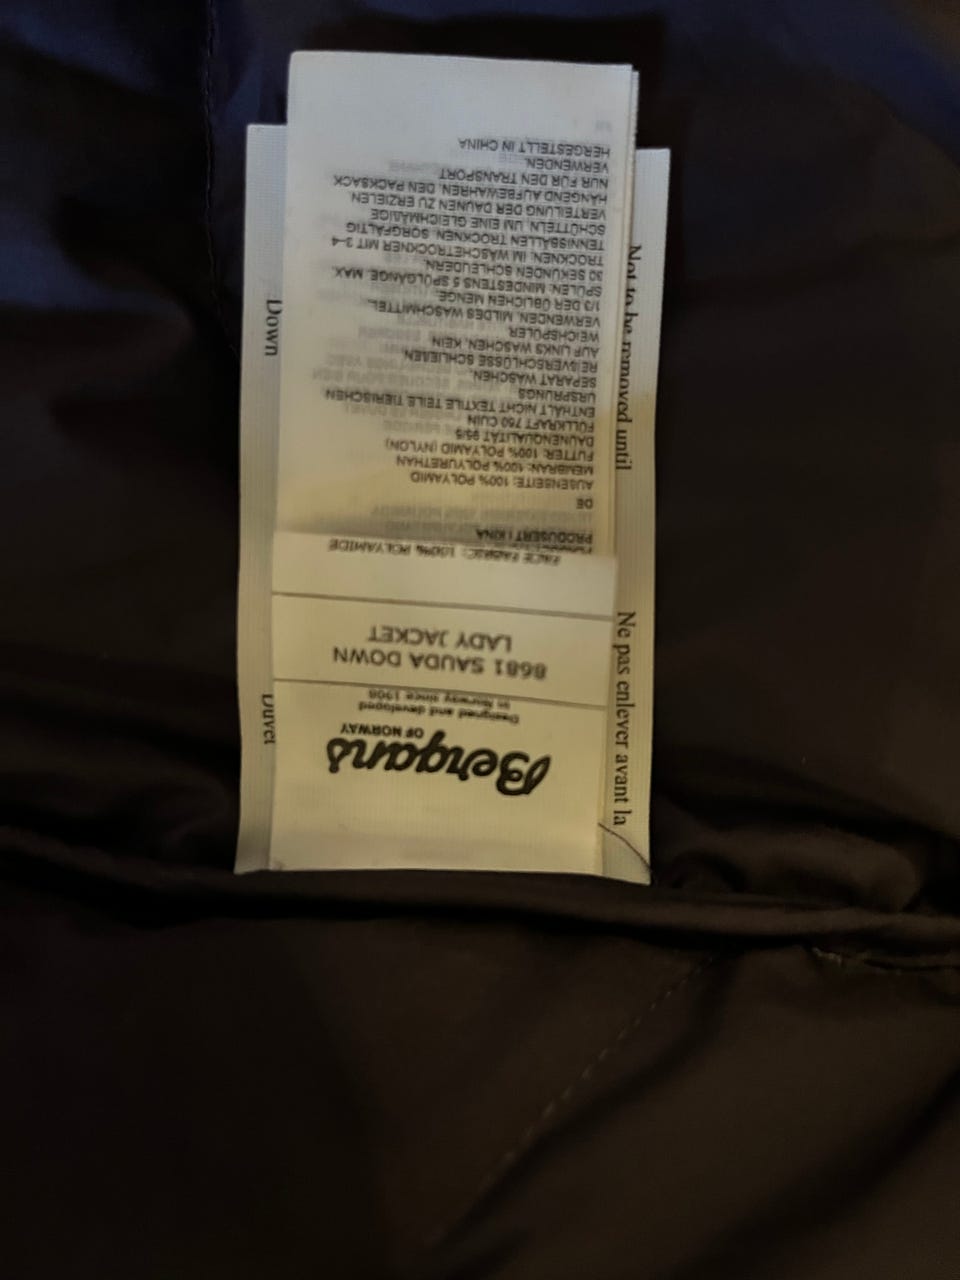 Bergans
OF NORWAY
Designed and developed
in Norway since 1908
8681 SAUDA DOWN
LADY JACKET
FACE FABRIC: 100% POLYAMIDE
PRODUSERT I KINA
DE
AUßENSEITE: 100% POLYAMID
MEMBRAN: 100% POLYURETHAN
FUTTER: 100% POLYAMID (NYLON)
DAUNENQUALITÄT 95/5
FÜLLKRAFT 750 CUIN
ENTHÄLT NICHT TEXTILE TEILE TIERISCHEN
URSPRUNGS
SEPARAT WASCHEN.
REIßVERSCHLÜSSE SCHLIEßEN,
AUF LINKS WASCHEN, KEIN
WEICHSPÜLER
VERWENDEN. MILDES WASCHMITTEL,
1/3 DER ÜBLICHEN MENGE.
SPÜLEN: MINDESTENS 5 SPÜLGÄNGE. MAX.
30 SEKUNDEN SCHLEUDERN.
TROCKNEN: IM WÄSCHETROCKNER MIT 3-4
TENNISBÄLLEN TROCKNEN. SORGFÄLTIG
SCHÜTTELN, UM EINE GLEICHMÄßIGE
VERTEILUNG DER DAUNEN ZU ERZIELEN.
HÄNGEND AUFBEWAHREN, DEN PACKSACK
NUR FÜR DEN TRANSPORT
VERWENDEN.
HERGESTELLT IN CHINA
Not to be removed until
Ne pas enlever avant la
Down
Duvet